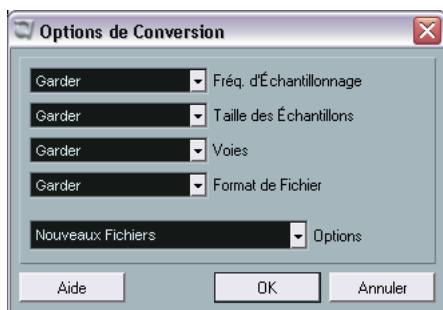 Options de Conversion
Garder Fréq. d'Échantillonnage
Garder Taille des Échantillons
Garder Voies
Garder Format de Fichier
Nouveaux Fichiers Options
Aide OK Annuler